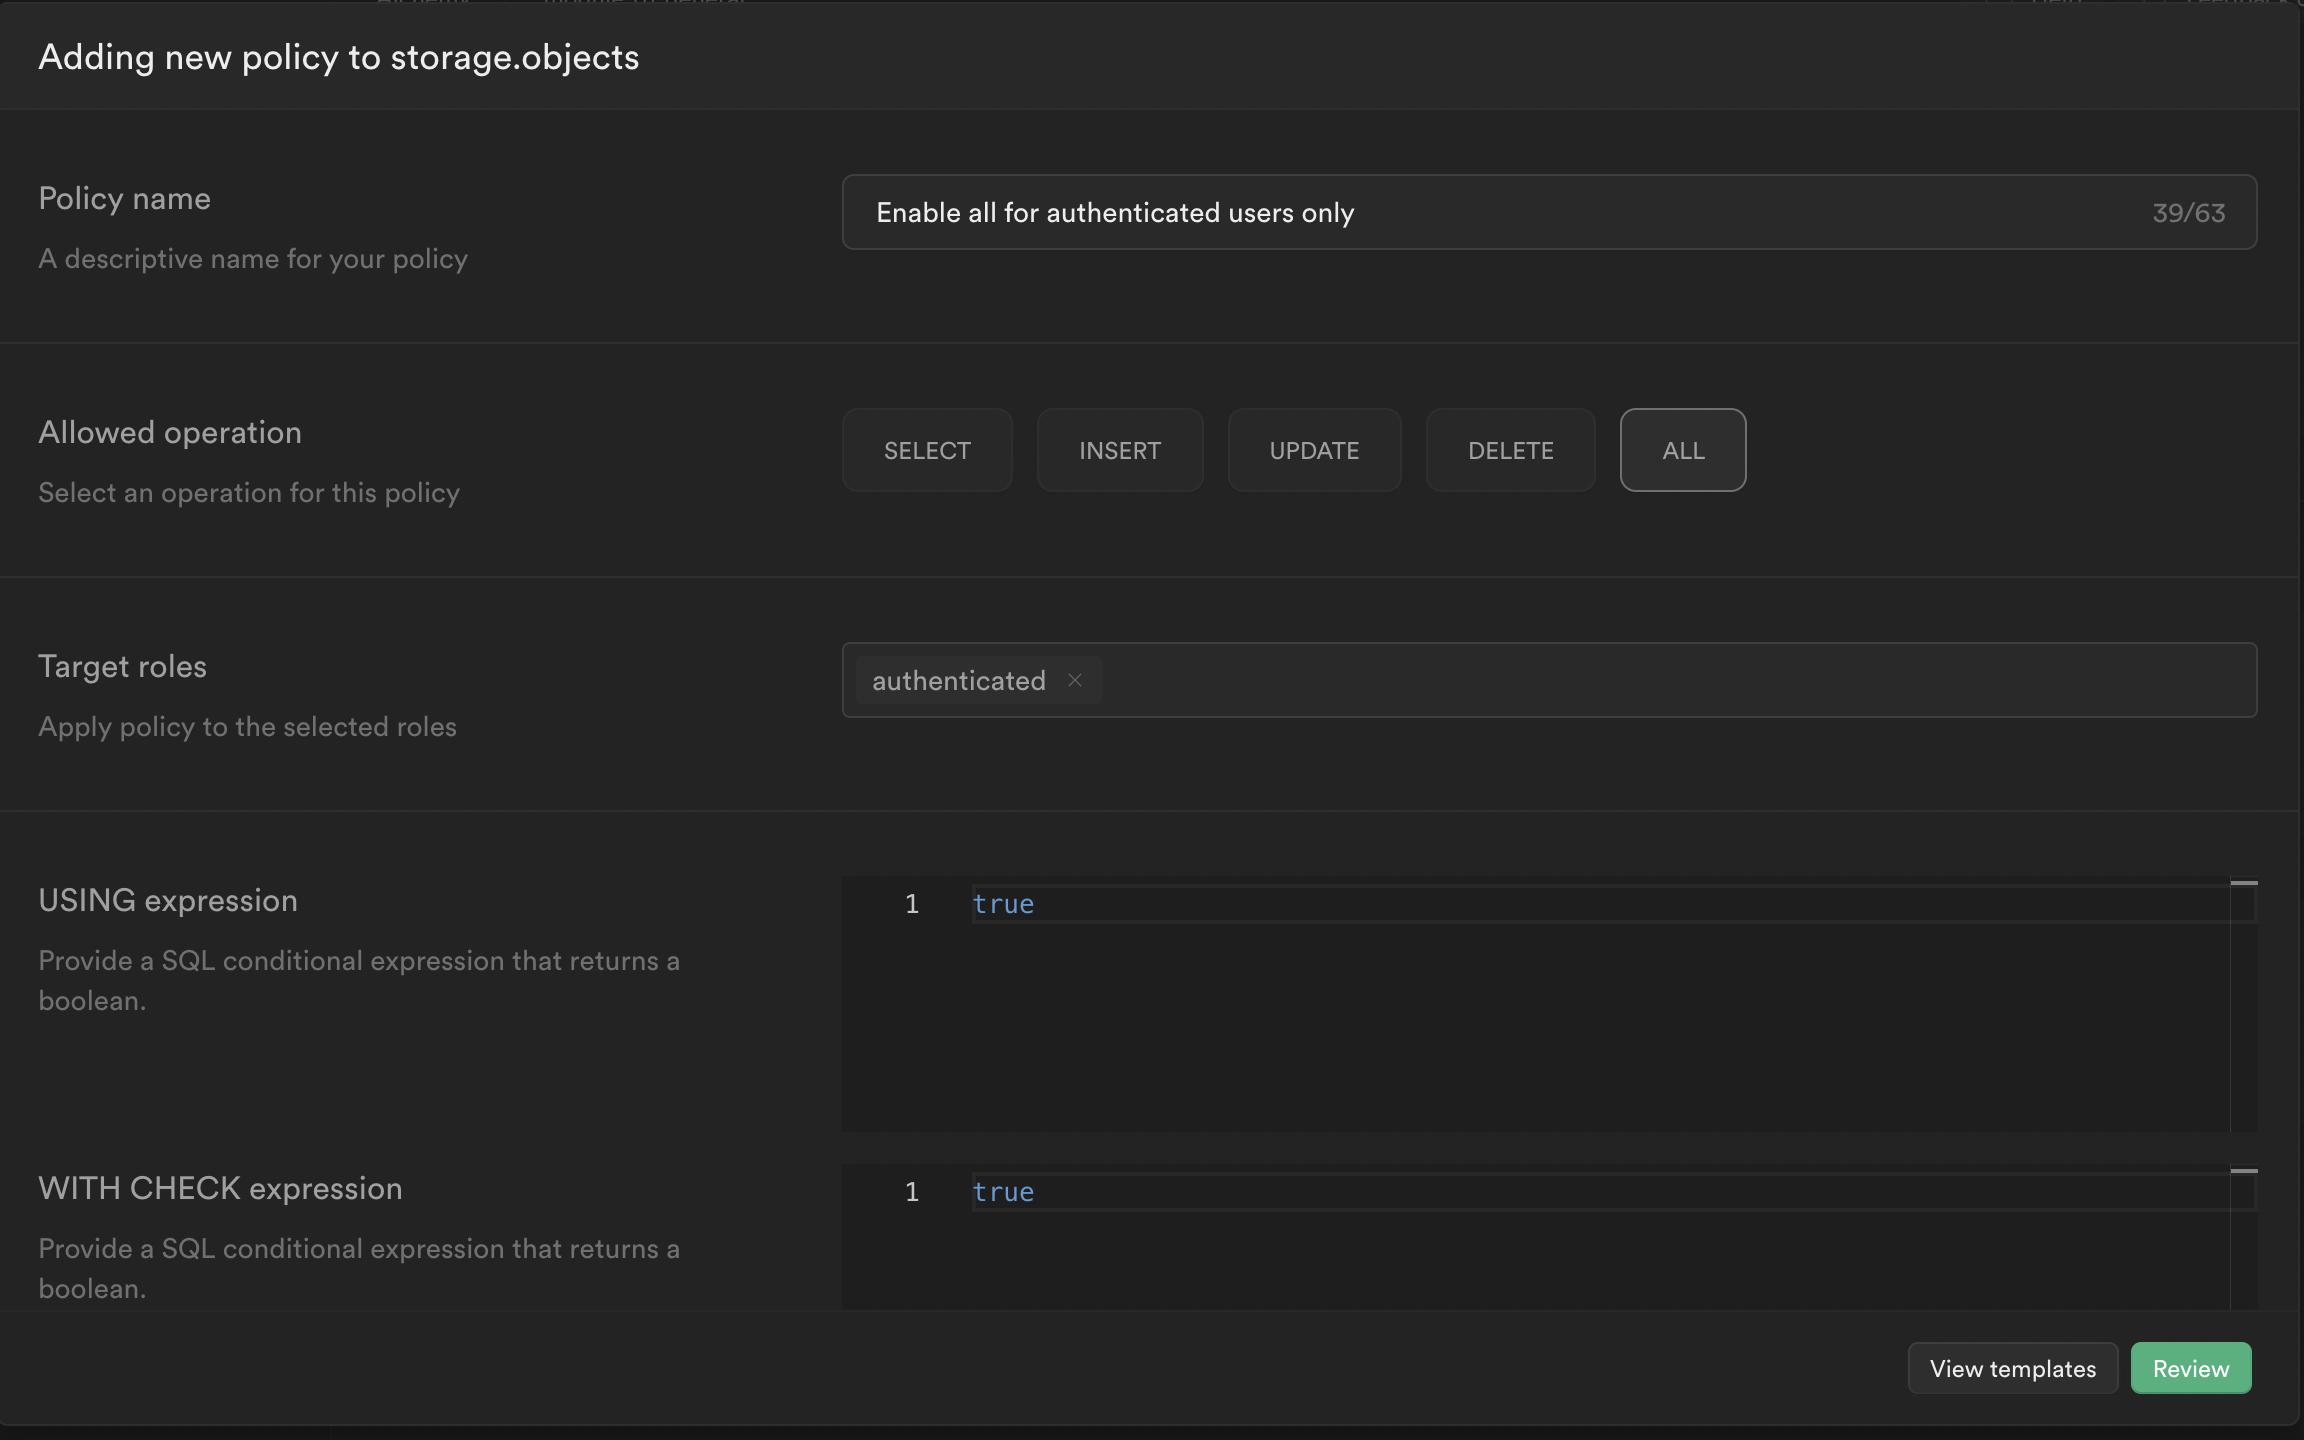 Adding new policy to storage.objects
Policy name
A descriptive name for your policy
Enable all for authenticated users only
39/63
Allowed operation
Select an operation for this policy
SELECT
INSERT
UPDATE
DELETE
ALL
Target roles
Apply policy to the selected roles
authenticated
USING expression
Provide a SQL conditional expression that returns a
boolean.
1
true
WITH CHECK expression
Provide a SQL conditional expression that returns a
boolean.
1
true
View templates
Review